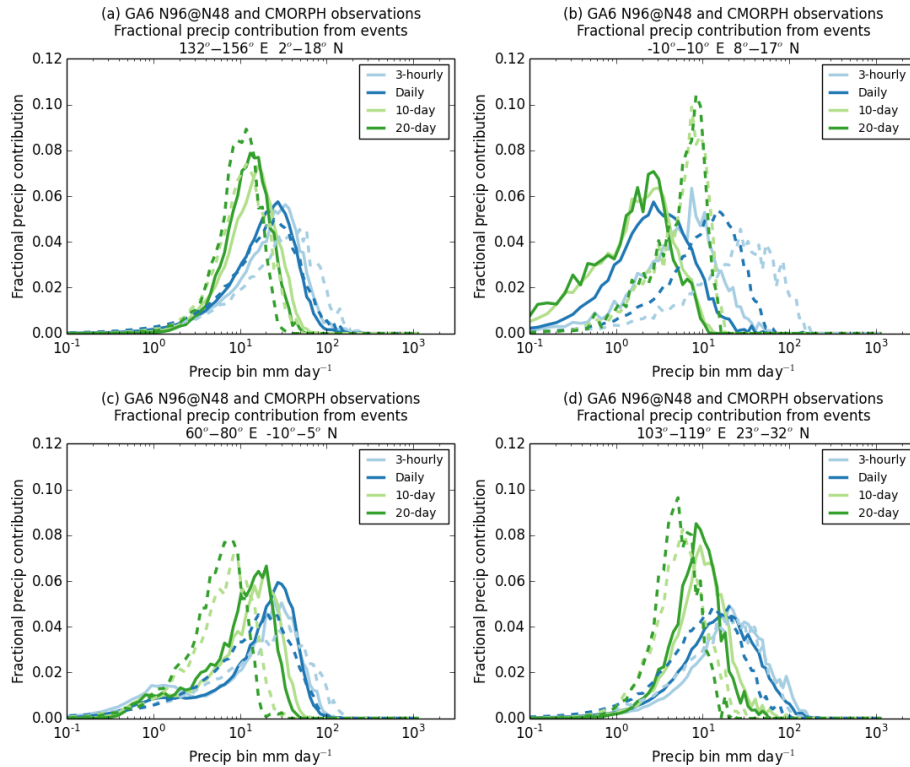 (a) GA6 N96@N48 and CMORPH observations
Fractional precip contribution from events
132°−156° E 2°−18° N
0.12
0.10
0.08
0.06
0.04
0.02
0.00
Fractional precip contribution
3-hourly
Daily
10-day
20-day
10⁻¹ 10⁰ 10¹ 10² 10³
Precip bin mm day⁻¹
(b) GA6 N96@N48 and CMORPH observations
Fractional precip contribution from events
-10°−10° E 8°−17° N
0.12
0.10
0.08
0.06
0.04
0.02
0.00
Fractional precip contribution
3-hourly
Daily
10-day
20-day
10⁻¹ 10⁰ 10¹ 10² 10³
Precip bin mm day⁻¹
(c) GA6 N96@N48 and CMORPH observations
Fractional precip contribution from events
60°−80° E -10°−5° N
0.12
0.10
0.08
0.06
0.04
0.02
0.00
Fractional precip contribution
3-hourly
Daily
10-day
20-day
10⁻¹ 10⁰ 10¹ 10² 10³
Precip bin mm day⁻¹
(d) GA6 N96@N48 and CMORPH observations
Fractional precip contribution from events
103°−119° E 23°−32° N
0.12
0.10
0.08
0.06
0.04
0.02
0.00
Fractional precip contribution
3-hourly
Daily
10-day
20-day
10⁻¹ 10⁰ 10¹ 10² 10³
Precip bin mm day⁻¹